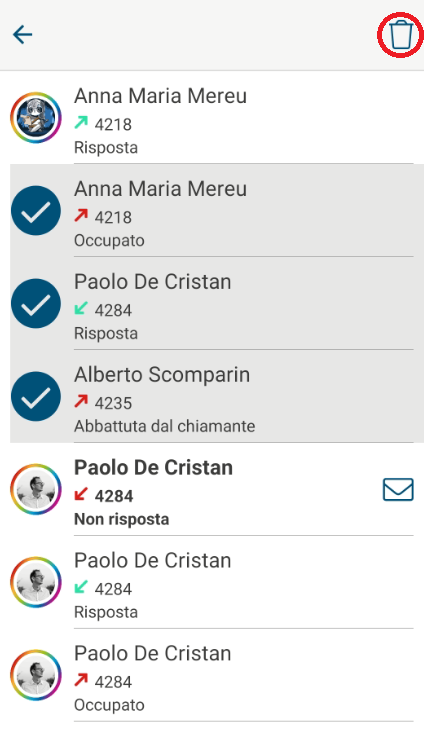 Anna Maria Mereu
4218
Risposta
Anna Maria Mereu
4218
Occupato
Paolo De Cristan
4284
Risposta
Alberto Scomparin
4235
Abbattuta dal chiamante
Paolo De Cristan
4284
Non risposta
Paolo De Cristan
4284
Risposta
Paolo De Cristan
4284
Occupato